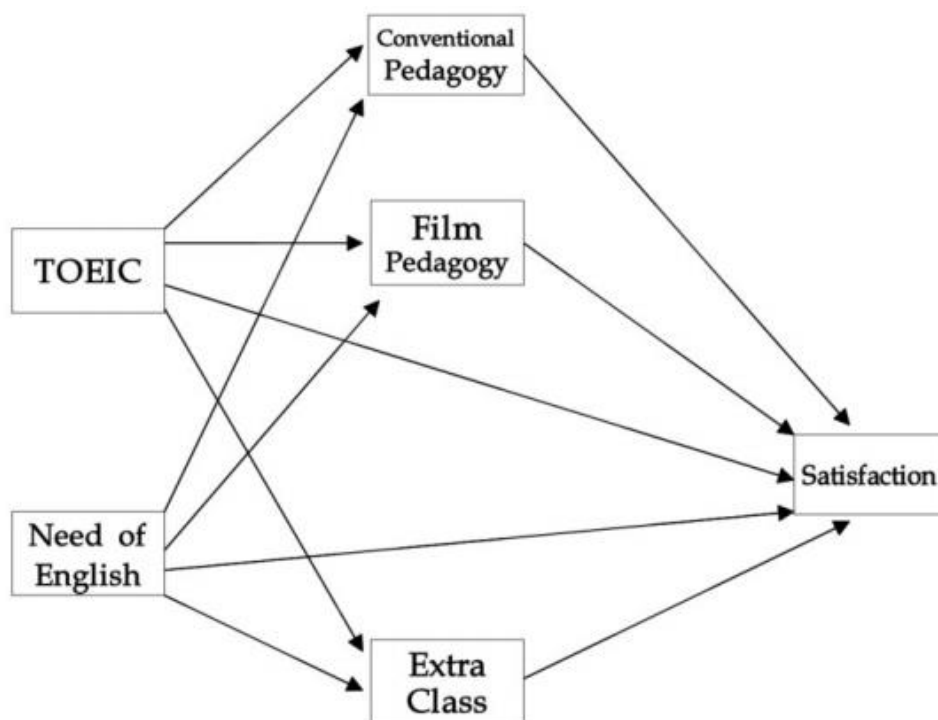 Conventional
Pedagogy
Film
Pedagogy
TOEIC
Satisfaction
Need of
English
Extra
Class